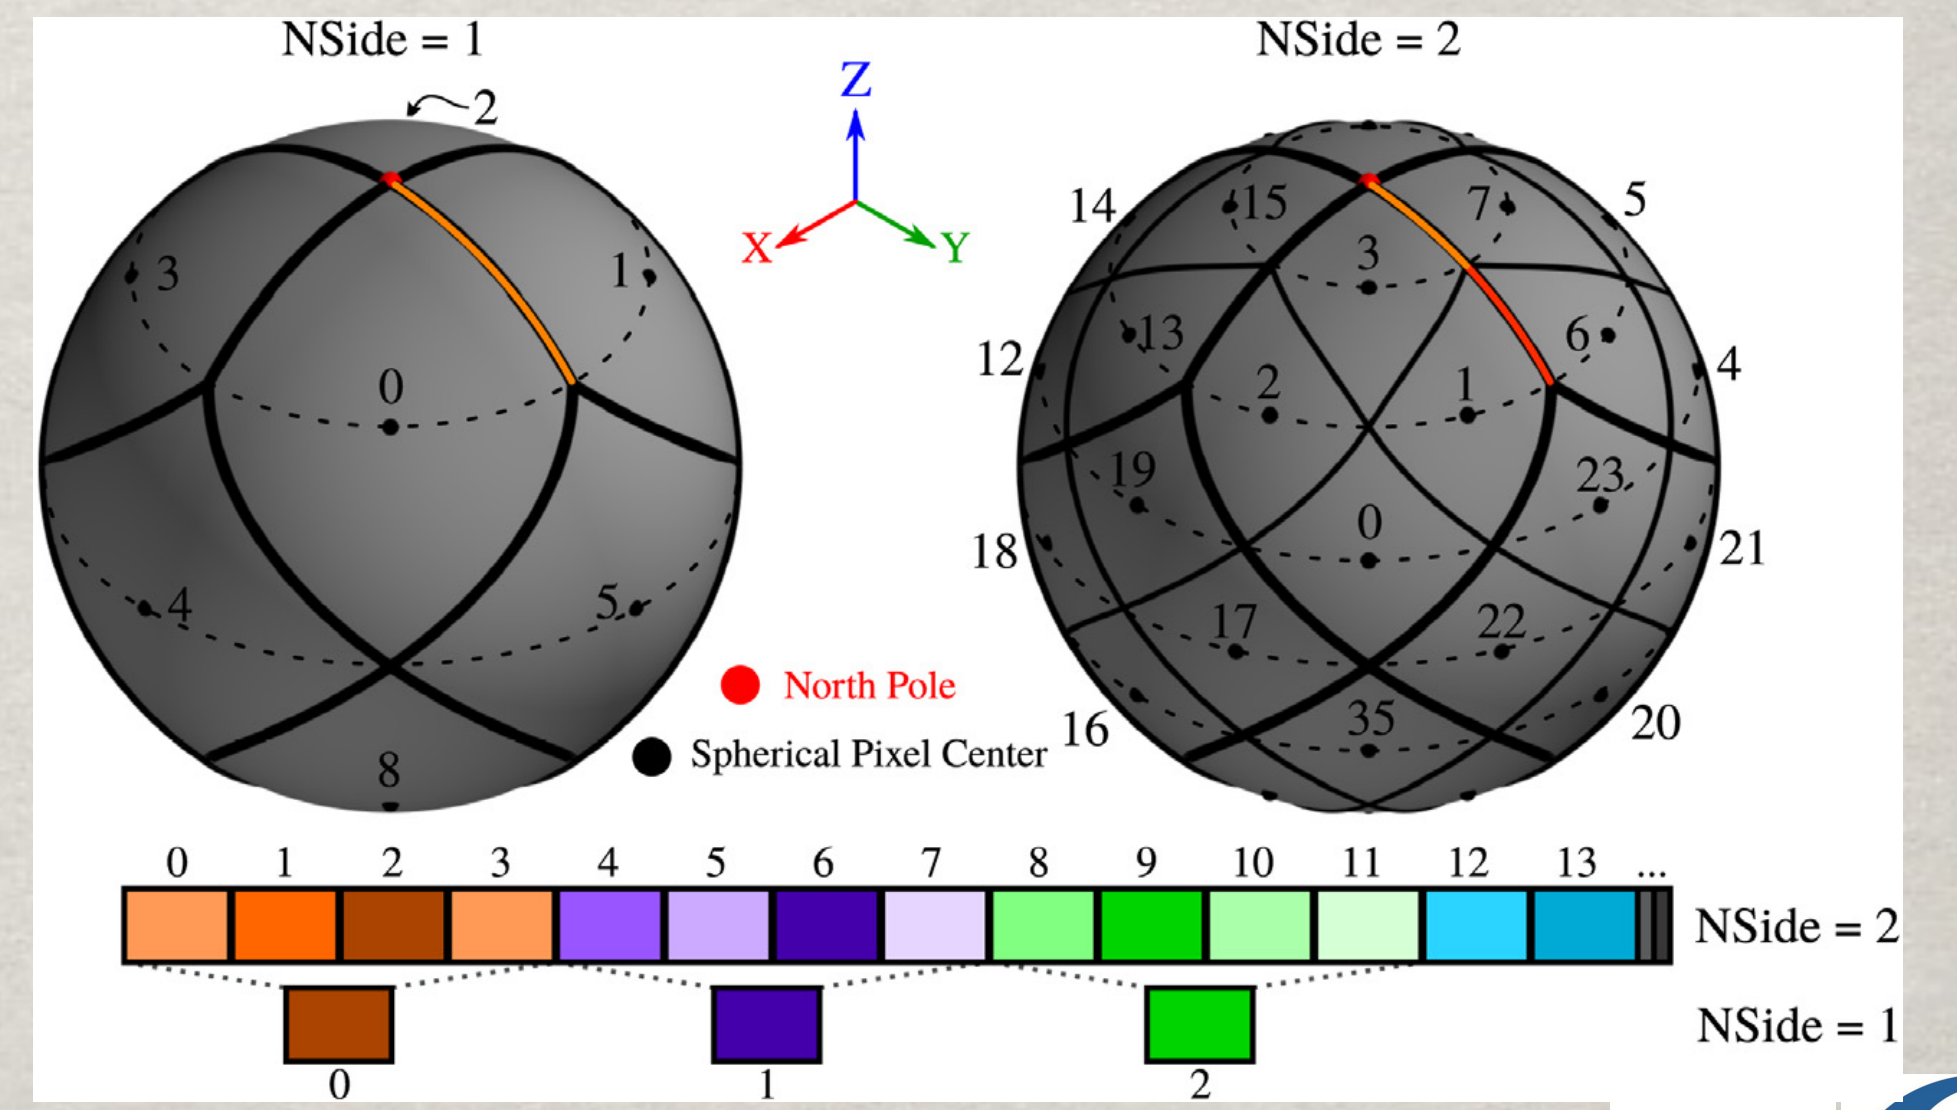 NSide = 1
NSide = 2
2
Z
X
Y
3
1
0
4
5
8
14
15
7
5
3
12
13
6
4
2
1
19
23
0
18
21
17
22
16
35
20
North Pole
Spherical Pixel Center
0 1 2 3 4 5 6 7 8 9 10 11 12 13 ...
NSide = 2
NSide = 1
0 1 2